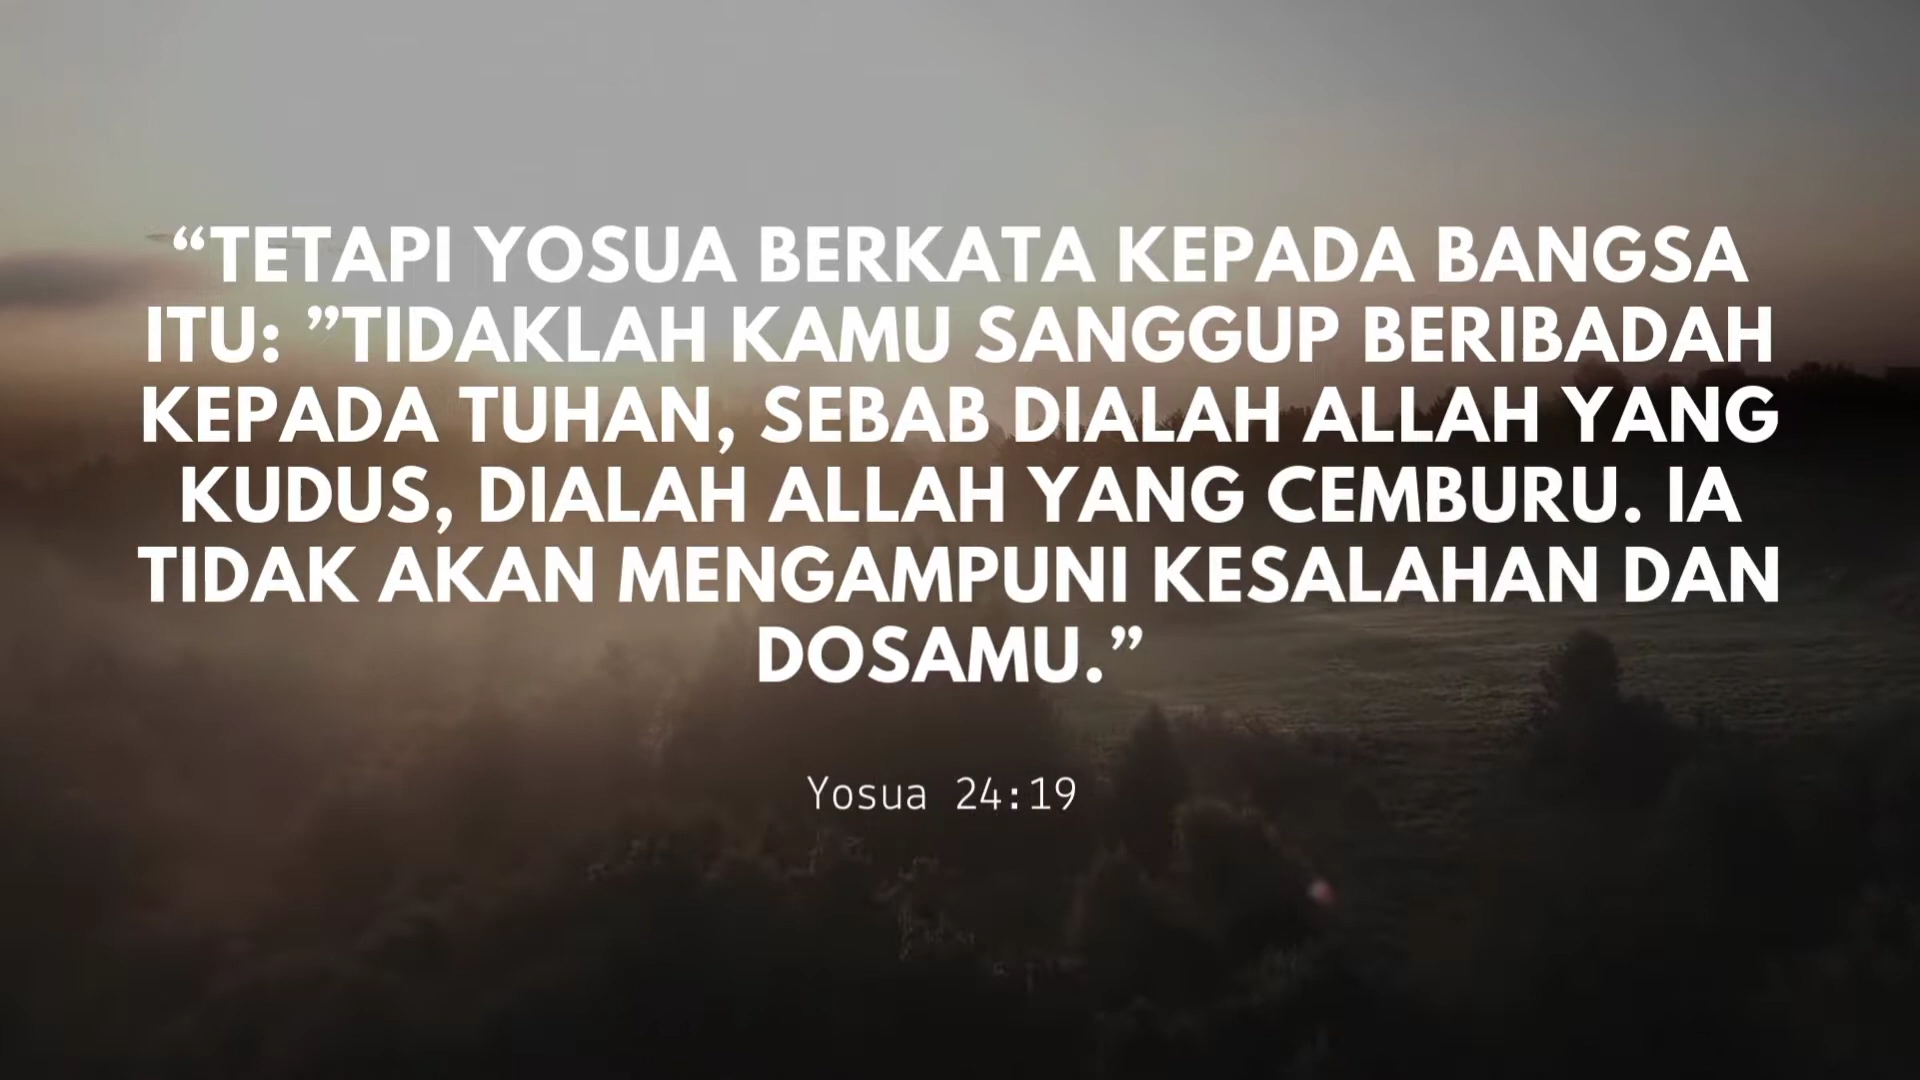 “TETAPI YOSUA BERKATA KEPADA BANGSA
ITU: ”TIDAKLAH KAMU SANGGUP BERIBADAH
KEPADA TUHAN, SEBAB DIALAH ALLAH YANG
KUDUS, DIALAH ALLAH YANG CEMBURU. IA
TIDAK AKAN MENGAMPUNI KESALAHAN DAN
DOSAMU.”
Yosua 24:19